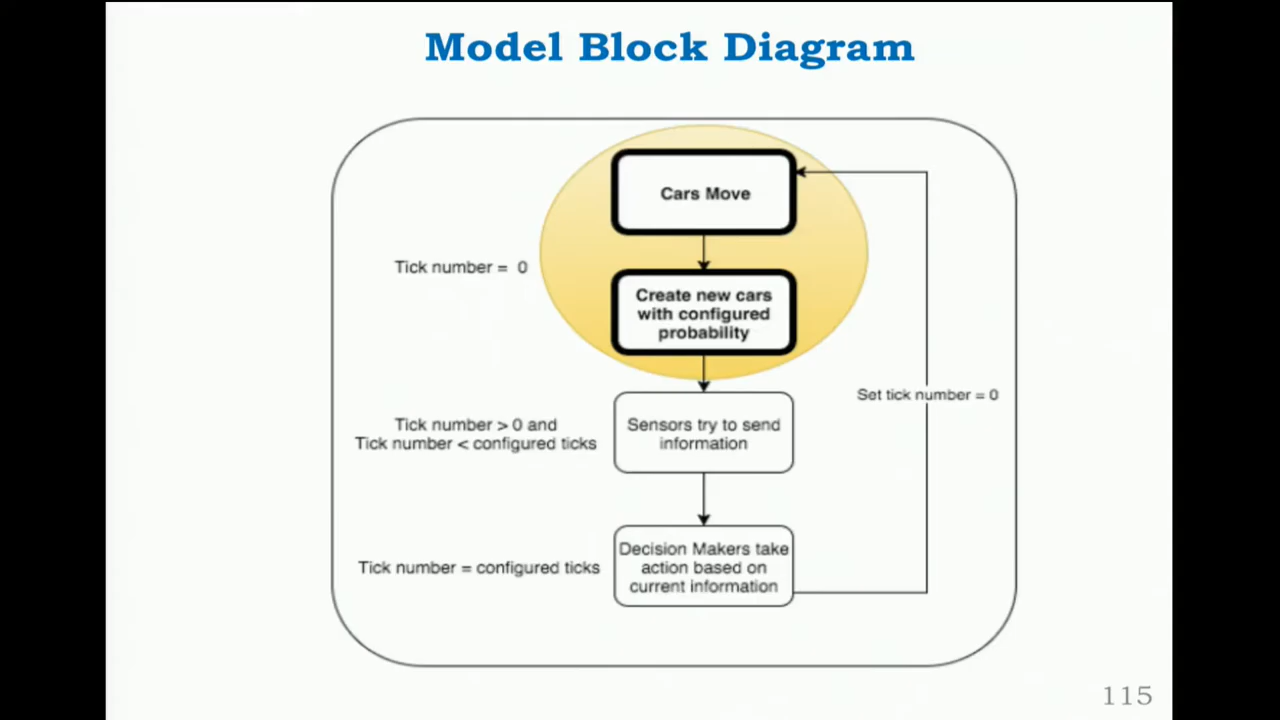 Model Block Diagram
Cars Move
Tick number =  0
Create new cars
with configured
probability
Set tick number = 0
Tick number > 0 and
Tick number < configured ticks
Sensors try to send
information
Tick number = configured ticks
Decision Makers take
action based on
current information
115